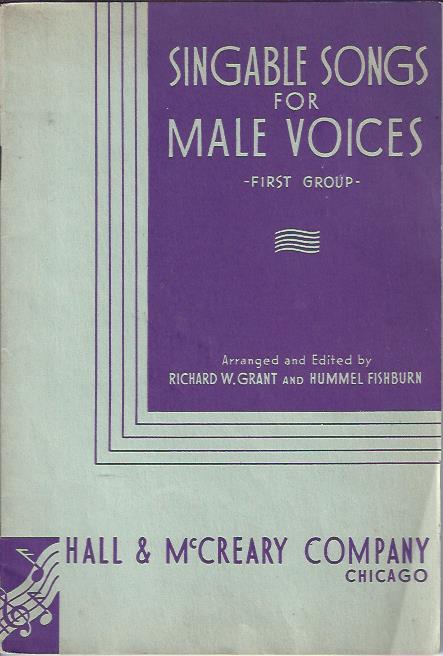 SINGABLE SONGS
FOR
MALE VOICES
-FIRST GROUP-
Arranged and Edited by
RICHARD W. GRANT AND HUMMEL FISHBURN
HALL & McCREARY COMPANY
CHICAGO